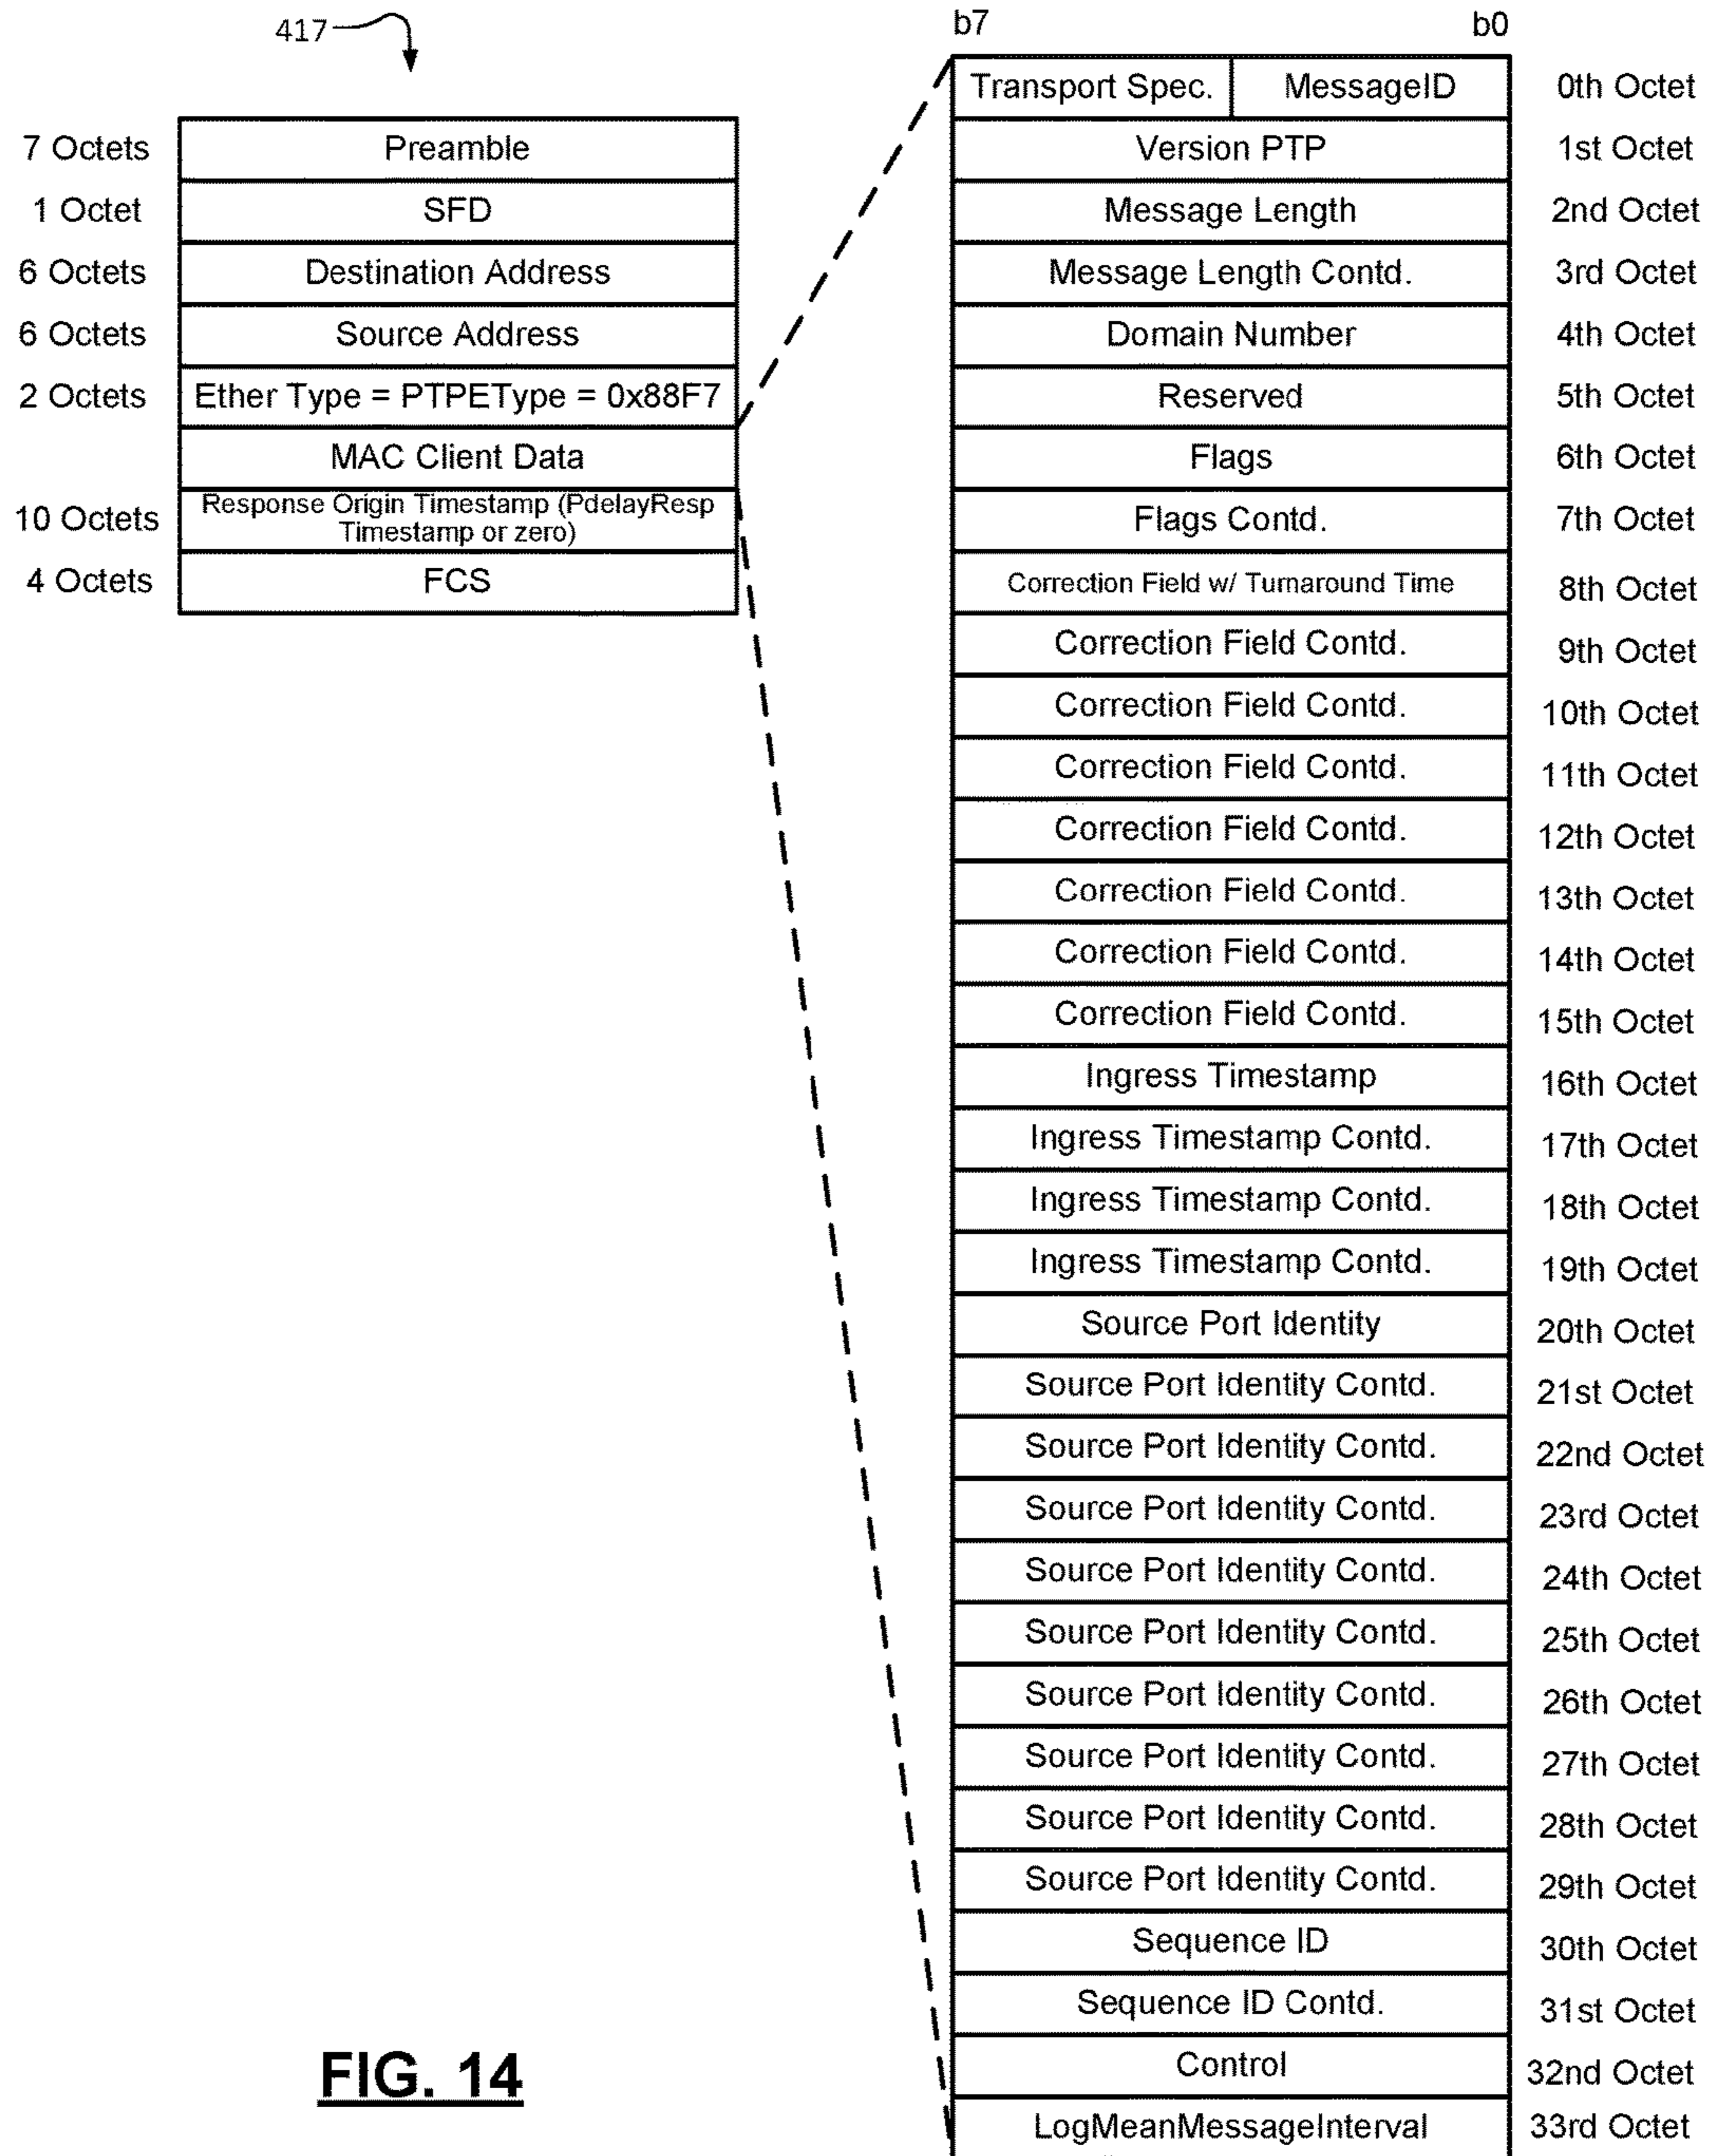 417
7 Octets Preamble
1 Octet SFD
6 Octets Destination Address
6 Octets Source Address
2 Octets Ether Type = PTPEType = 0x88F7
MAC Client Data
10 Octets Response Origin Timestamp (PdelayResp
Timestamp or zero)
4 Octets FCS
b7 b0
Transport Spec. MessageID 0th Octet
Version PTP 1st Octet
Message Length 2nd Octet
Message Length Contd. 3rd Octet
Domain Number 4th Octet
Reserved 5th Octet
Flags 6th Octet
Flags Contd. 7th Octet
Correction Field w/ Turnaround Time 8th Octet
Correction Field Contd. 9th Octet
Correction Field Contd. 10th Octet
Correction Field Contd. 11th Octet
Correction Field Contd. 12th Octet
Correction Field Contd. 13th Octet
Correction Field Contd. 14th Octet
Correction Field Contd. 15th Octet
Ingress Timestamp 16th Octet
Ingress Timestamp Contd. 17th Octet
Ingress Timestamp Contd. 18th Octet
Ingress Timestamp Contd. 19th Octet
Source Port Identity 20th Octet
Source Port Identity Contd. 21st Octet
Source Port Identity Contd. 22nd Octet
Source Port Identity Contd. 23rd Octet
Source Port Identity Contd. 24th Octet
Source Port Identity Contd. 25th Octet
Source Port Identity Contd. 26th Octet
Source Port Identity Contd. 27th Octet
Source Port Identity Contd. 28th Octet
Source Port Identity Contd. 29th Octet
Sequence ID 30th Octet
Sequence ID Contd. 31st Octet
Control 32nd Octet
LogMeanMessageInterval 33rd Octet
FIG. 14